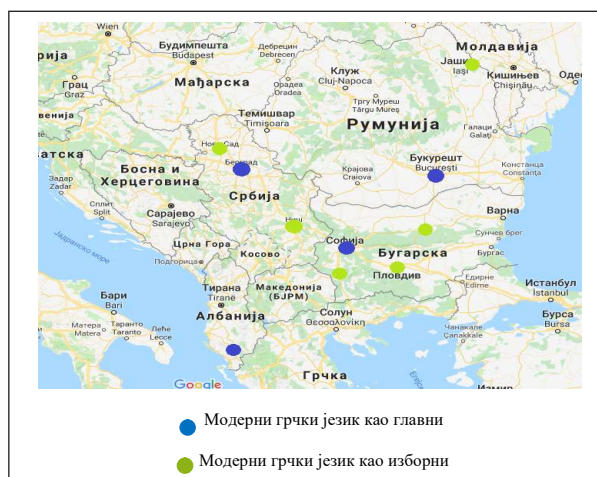 Wien
Будимпешта
Дебрецин
Debrecen
Молдавија
Јаши
Iași
Кишињев
Chișinău
Грац
Graz
Мађарска
Орадеа
Oradea
Клуж
Cluj-Napoca
Тргу Муреш
Târgu Mureș
Темишвар
Timișoara
Румунија
Галаци
Galați
Нови Сад
Београд
Босна и
Херцеговина
Задар
Zadar
Сплит
Split
Сарајево
Sarajevo
Србија
Крајова
Craiova
Букурешт
București
Констанца
Constanța
Ниш
Варна
Софија
Бугарска
Сунчев брег
Бургас
Јадранско море
Црна Гора
Подгорица
Косово
Пловдив
Македонија
(БЈРМ)
Тирана
Tiranë
Албанија
Бари
Bari
Матера
Matera
Таранто
Taranto
Леће
Lecce
Солун
Θεσσαλονίκη
Једрене
Edirne
Истанбул
İstanbul
Бурса
Bursa
Чанакале
Çanakkale
Грчка
Измир
Google
Модерни грчки језик као главни
Модерни грчки језик као изборни